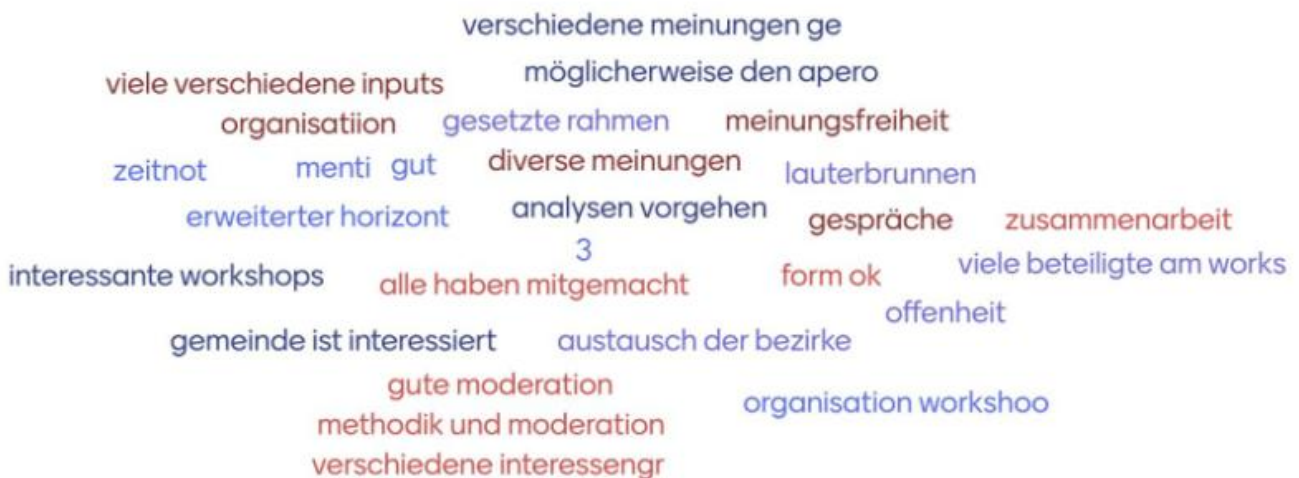 verschiedene meinungen ge
möglicherweise den apero
viele verschiedene inputs
organisatiion gesetzte rahmen meinungsfreiheit
zeitnot menti gut diverse meinungen lauterbrunnen
erweiterter horizont analysen vorgehen gespräche zusammenarbeit
3
interessante workshops alle haben mitgemacht form ok viele beteiligte am works
offenheit
gemeinde ist interessiert austausch der bezirke
gute moderation
organisation workshoo
methodik und moderation
verschiedene interessengr